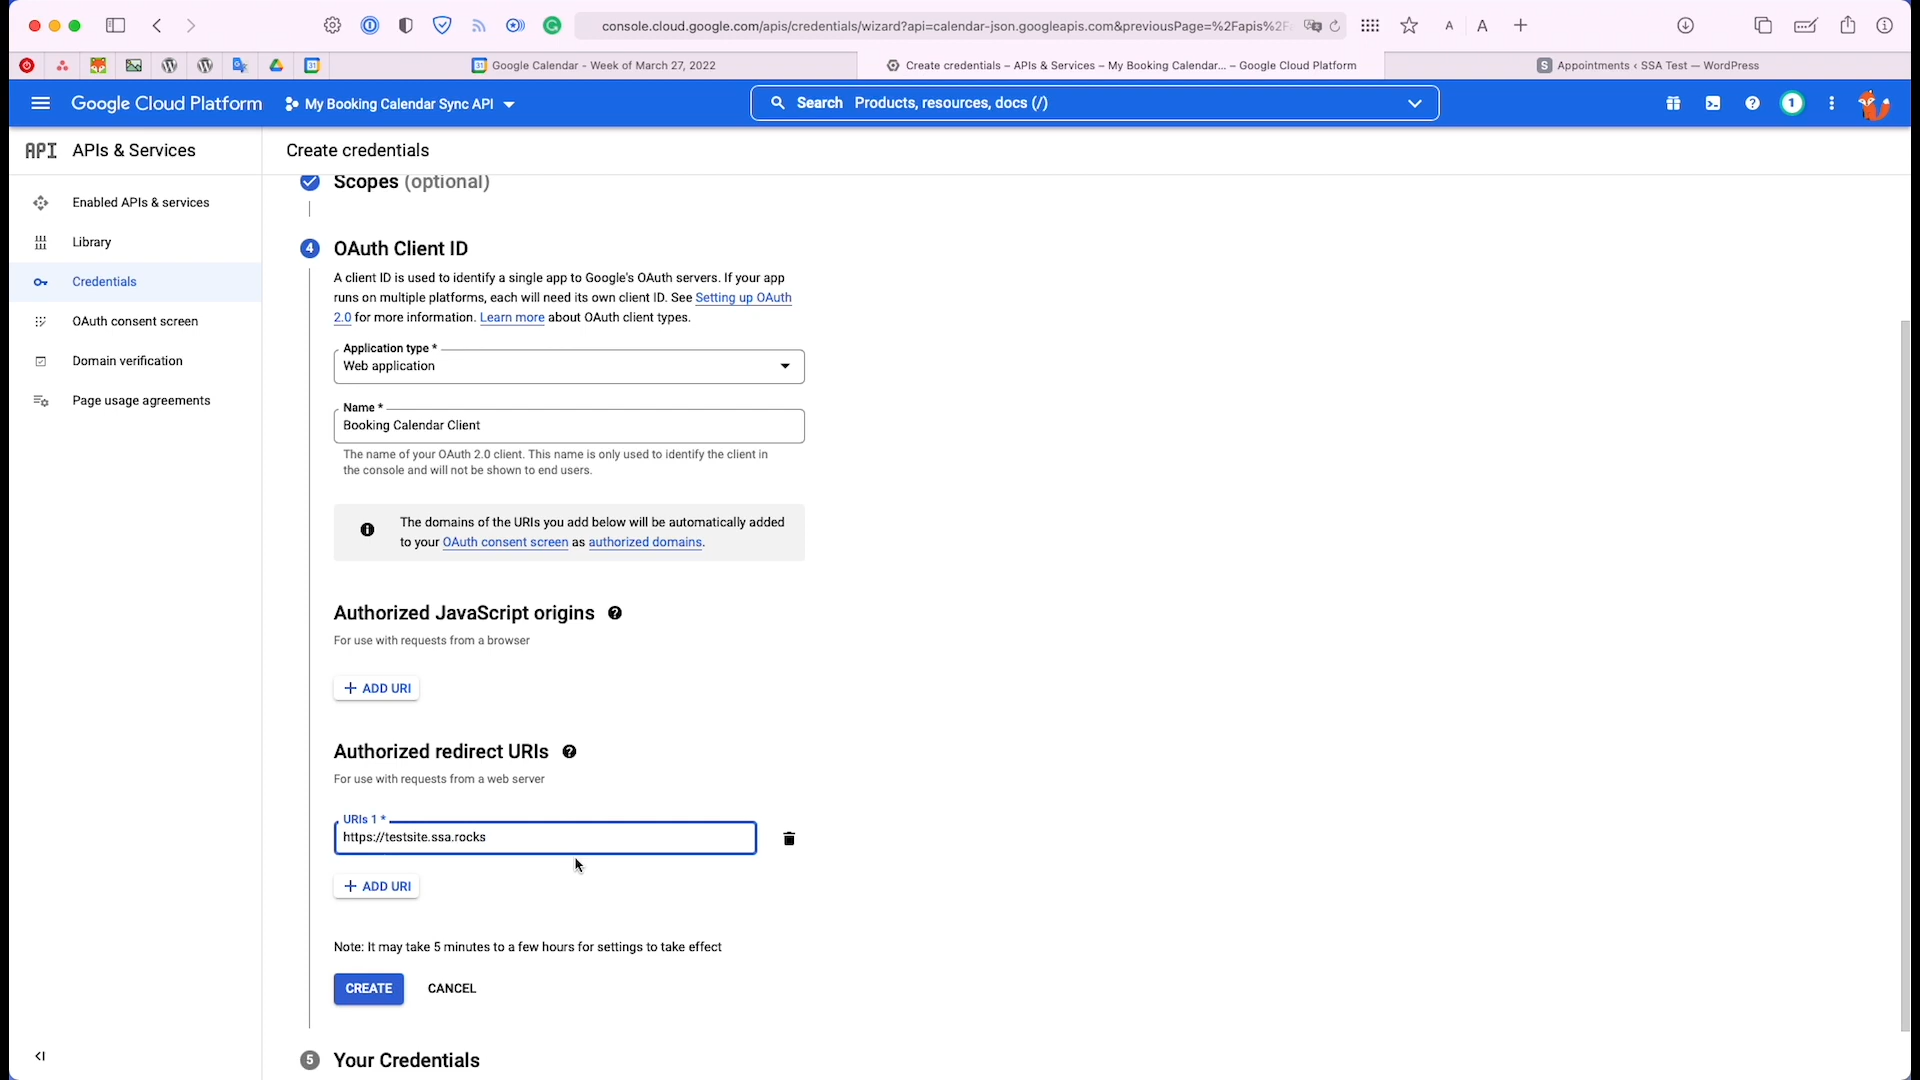 console.cloud.google.com/apis/credentials/wizard?api=calendar-json.googleapis.com&previousPage=%2Fapis%2F
A A
Google Calendar - Week of March 27, 2022
Create credentials – APIs & Services – My Booking Calendar... – Google Cloud Platform
S Appointments ‹ SSA Test — WordPress
Google Cloud Platform
My Booking Calendar Sync API
Search Products, resources, docs (/)
1
API APIs & Services
Create credentials
Enabled APIs & services
Library
Credentials
OAuth consent screen
Domain verification
Page usage agreements
Scopes (optional)
4 OAuth Client ID
A client ID is used to identify a single app to Google's OAuth servers. If your app
runs on multiple platforms, each will need its own client ID. See Setting up OAuth
2.0 for more information. Learn more about OAuth client types.
Application type *
Web application
Name *
Booking Calendar Client
The name of your OAuth 2.0 client. This name is only used to identify the client in
the console and will not be shown to end users.
The domains of the URIs you add below will be automatically added
to your OAuth consent screen as authorized domains.
Authorized JavaScript origins
For use with requests from a browser
+ ADD URI
Authorized redirect URIs
For use with requests from a web server
URIs 1 *
https://testsite.ssa.rocks
+ ADD URI
Note: It may take 5 minutes to a few hours for settings to take effect
CREATE
CANCEL
5 Your Credentials